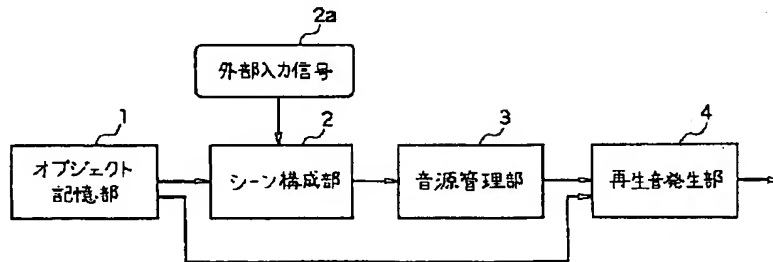 2a
外部入力信号
1
オブジェクト
記憶部
2
シーン構成部
3
音源管理部
4
再生音発生部